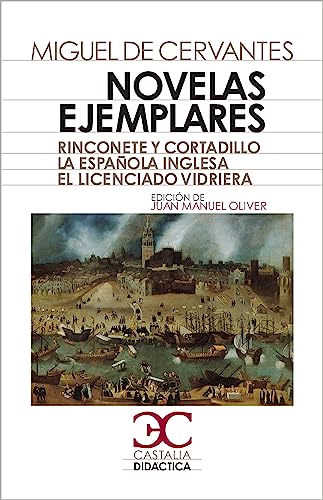 MIGUEL DE CERVANTES
NOVELAS
EJEMPLARES
RINCONETE Y CORTADILLO
LA ESPAÑOLA INGLESA
EL LICENCIADO VIDRIERA
EDICIÓN DE
JUAN MANUEL OLIVER
CASTALIA
DIDÁCTICA